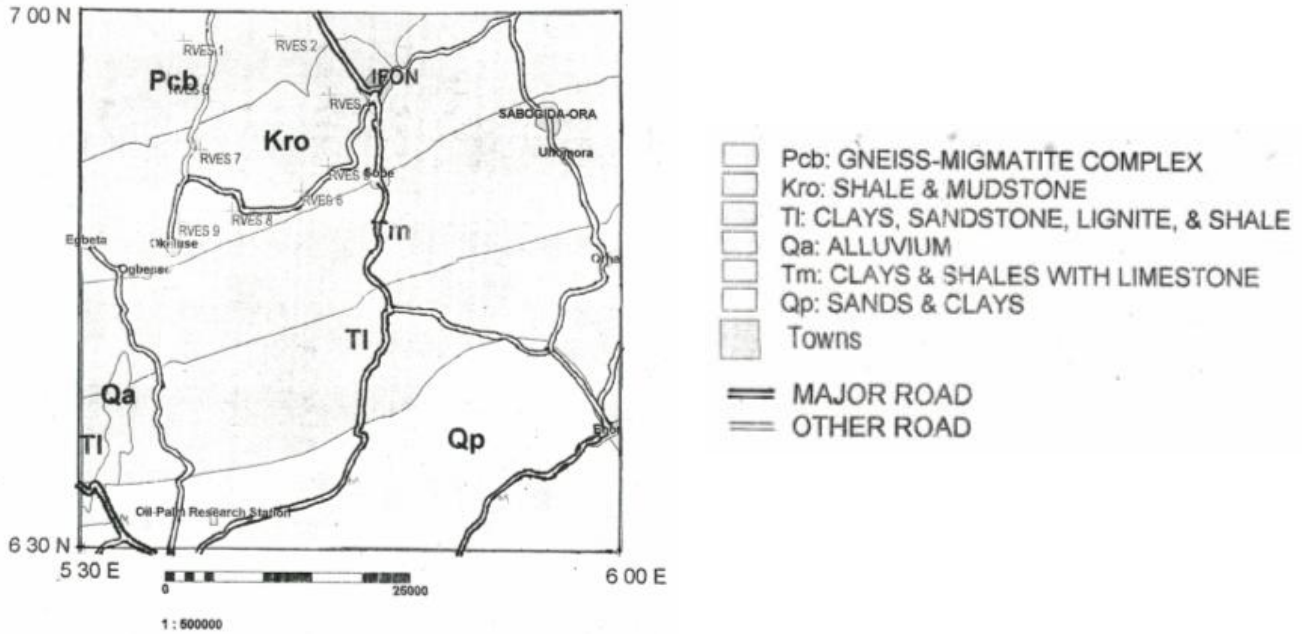 7 00 N
RVES 1
RVES 2
Pcb
IFON
RVES
SABOGIDA-ORA
Kro
RVES 7
Uhonmora
RVES 6
RVES 8
RVES 9
Egbeta
Tm
Tl
Qa
Tl
Qp
Oil-Palm Research Station
6 30 N
5 30 E
6 00 E
0
25000
1 : 500000
Pcb: GNEISS-MIGMATITE COMPLEX
Kro: SHALE & MUDSTONE
Tl: CLAYS, SANDSTONE, LIGNITE, & SHALE
Qa: ALLUVIUM
Tm: CLAYS & SHALES WITH LIMESTONE
Qp: SANDS & CLAYS
Towns
MAJOR ROAD
OTHER ROAD